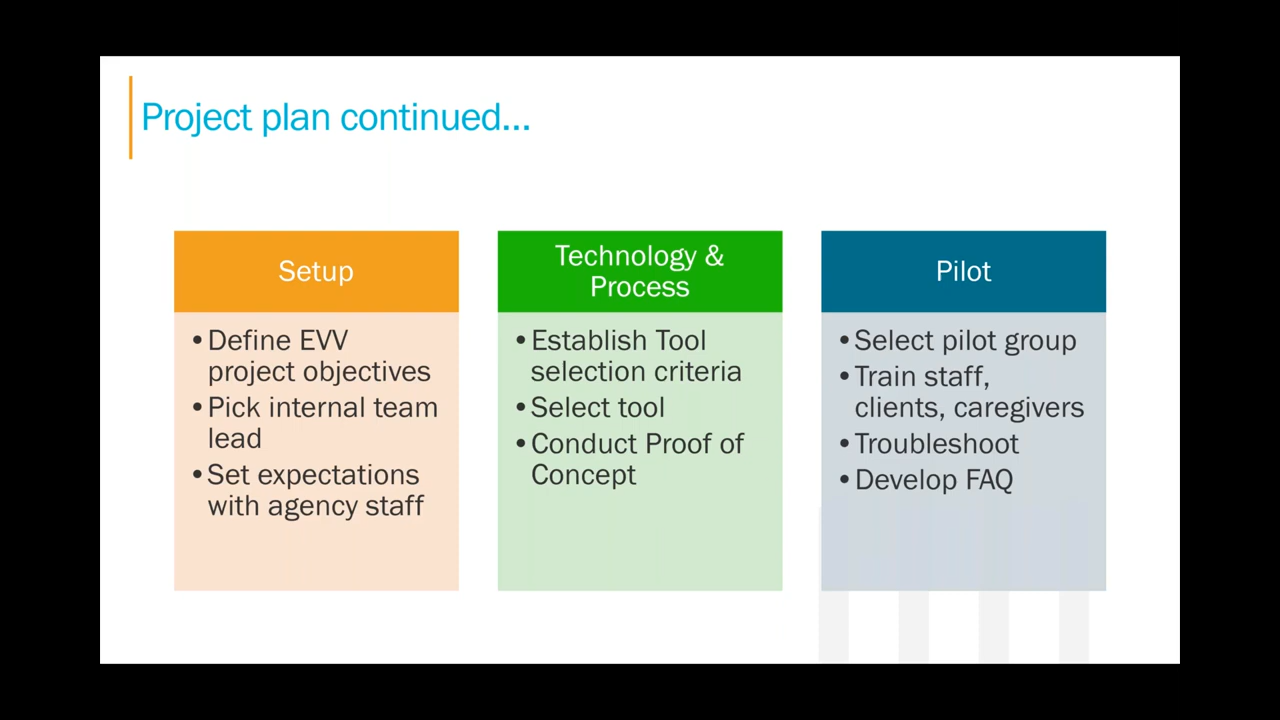 Project plan continued...
Setup
• Define EVV
project objectives
• Pick internal team
lead
• Set expectations
with agency staff
Technology &
Process
• Establish Tool
selection criteria
• Select tool
• Conduct Proof of
Concept
Pilot
• Select pilot group
• Train staff,
clients, caregivers
• Troubleshoot
• Develop FAQ